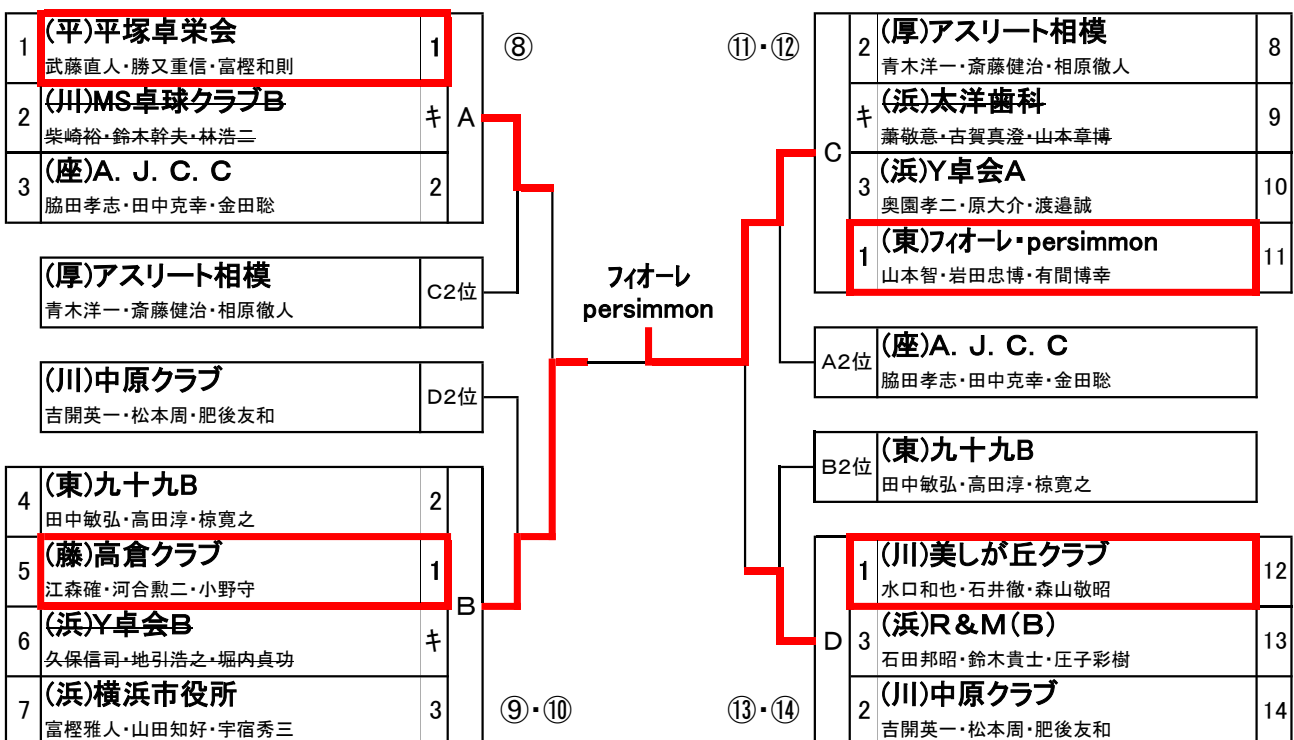 1 (平)平塚卓栄会 1
武藤直人・勝又重信・富樫和則
2 (川)MS卓球クラブB キ
柴崎裕・鈴木幹夫・林浩二
3 (座)A．J．C．C 2
脇田孝志・田中克幸・金田聡
A
⑧
(厚)アスリート相模 C2位
青木洋一・斎藤健治・相原徹人
(川)中原クラブ D2位
吉開英一・松本周・肥後友和
4 (東)九十九B 2
田中敏弘・高田淳・椋寛之
5 (藤)高倉クラブ 1
江森確・河合勲二・小野守
6 (浜)Y卓会B キ
久保信司・地引浩之・堀内貞功
7 (浜)横浜市役所 3
富樫雅人・山田知好・宇宿秀三
B
⑨・⑩
フィオーレ
persimmon
⑪・⑫
2 (厚)アスリート相模 8
青木洋一・斎藤健治・相原徹人
キ (浜)太洋歯科 9
蕭敬意・古賀真澄・山本章博
3 (浜)Y卓会A 10
奥園孝二・原大介・渡邉誠
1 (東)フィオーレ・persimmon 11
山本智・岩田忠博・有間博幸
C
A2位 (座)A．J．C．C
脇田孝志・田中克幸・金田聡
B2位 (東)九十九B
田中敏弘・高田淳・椋寛之
1 (川)美しが丘クラブ 12
水口和也・石井徹・森山敬昭
3 (浜)R＆M(B) 13
石田邦昭・鈴木貴士・圧子彩樹
2 (川)中原クラブ 14
吉開英一・松本周・肥後友和
D
⑬・⑭